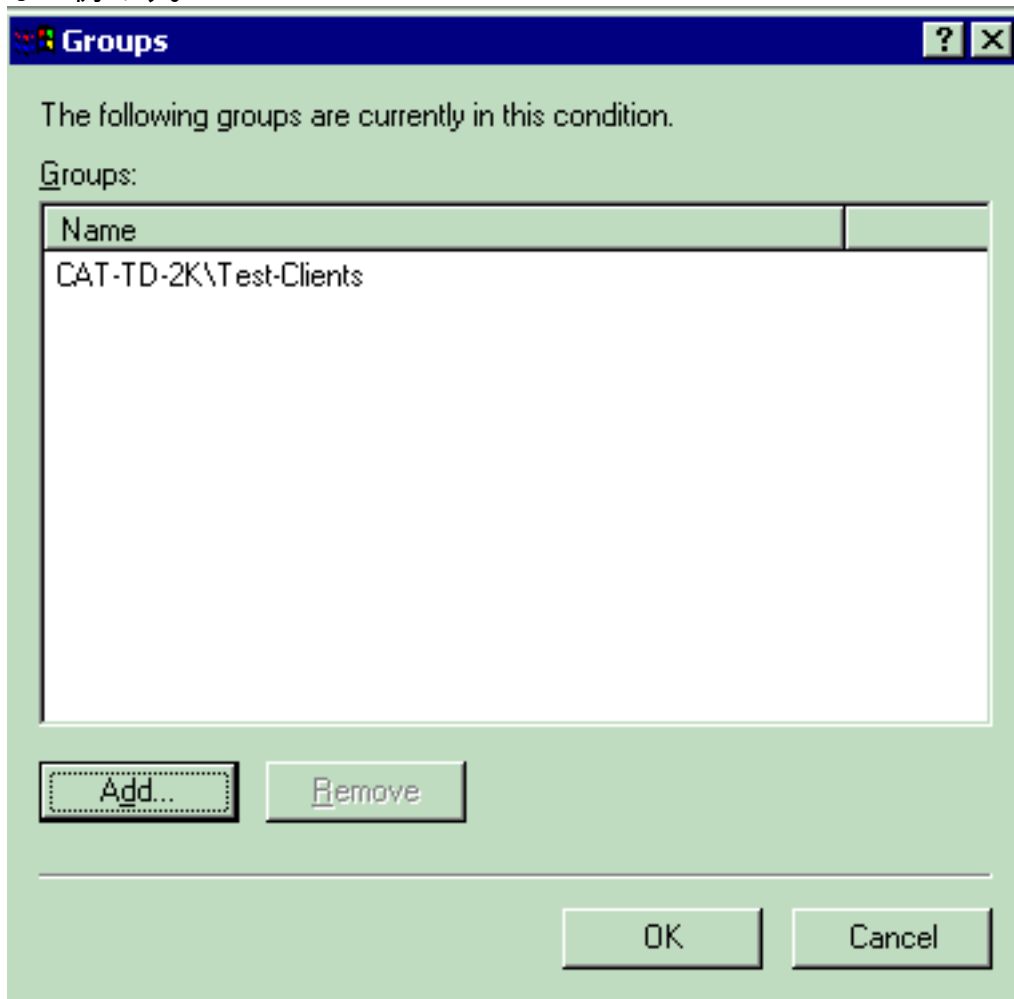 Groups
The following groups are currently in this condition.
Groups:
Name
CAT-TD-2K\Test-Clients
Add...
Remove
OK
Cancel